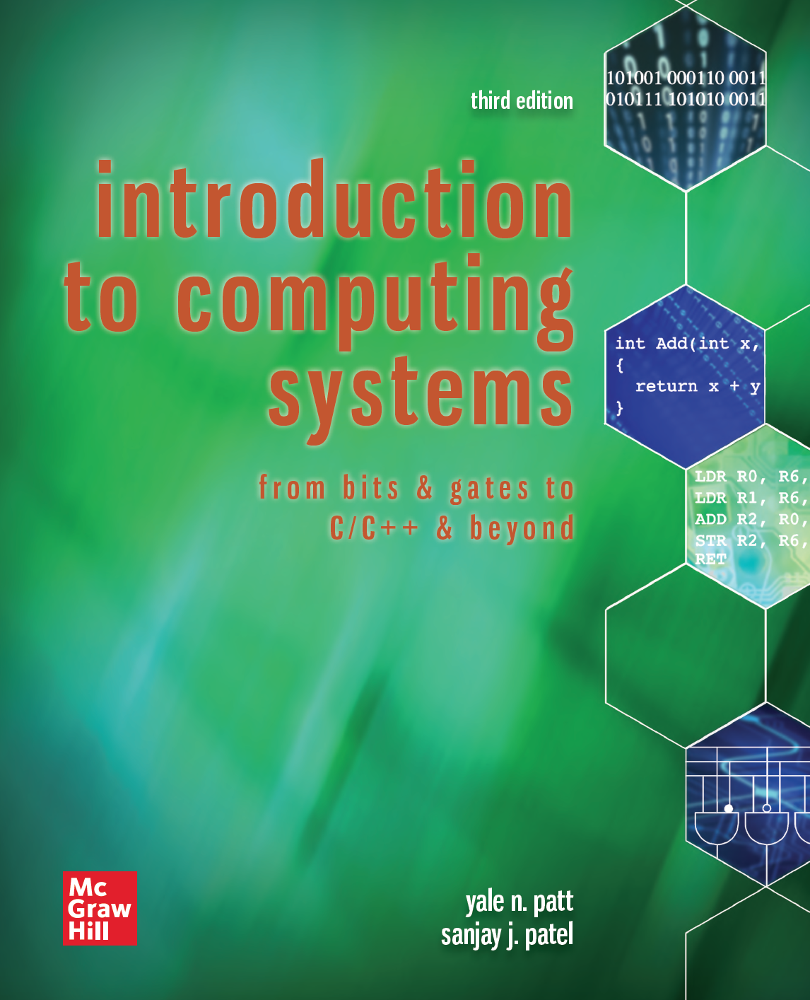 third edition
introduction
to computing
systems
from bits & gates to
C/C++ & beyond
101001 000110 0011
010111 101010 0011
int Add(int x,
{
return x + y
}
LDR R0, R6,
LDR R1, R6,
ADD R2, R0,
STR R2, R6,
RET
Mc
Graw
Hill
yale n. patt
sanjay j. patel